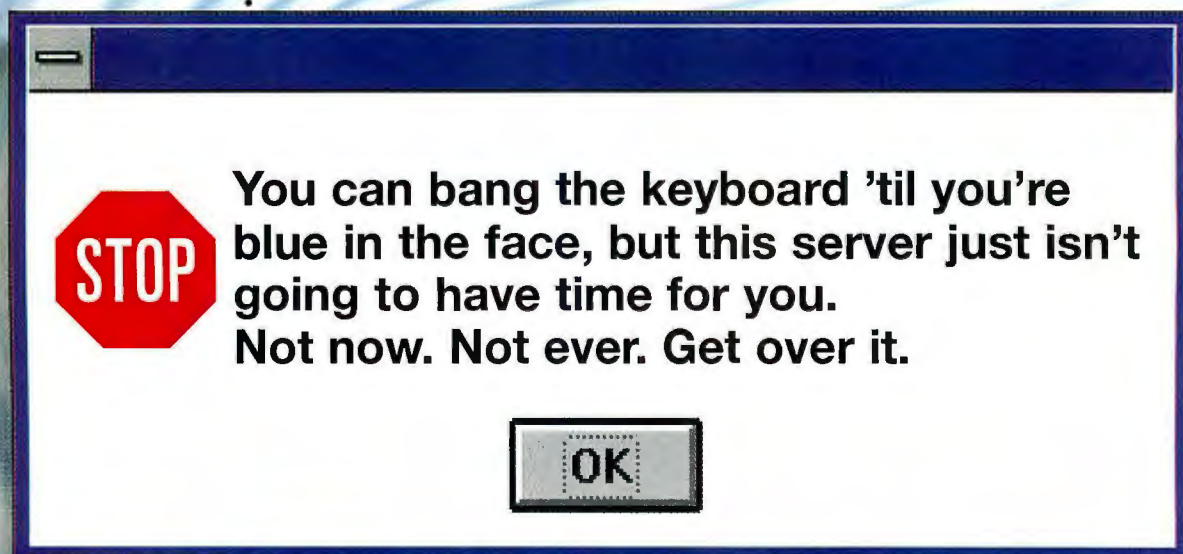 STOP
You can bang the keyboard ’til you’re
blue in the face, but this server just isn’t
going to have time for you.
Not now. Not ever. Get over it.
OK